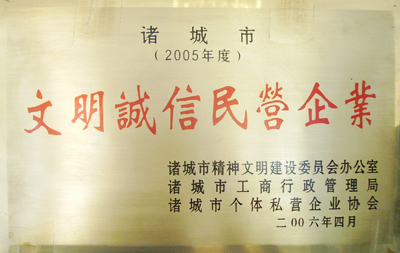 诸城市
（2005年度）
文明誠信民營企業
诸城市精神文明建设委员会办公室
诸城市工商行政管理局
诸城市个体私营企业协会
二00六年四月